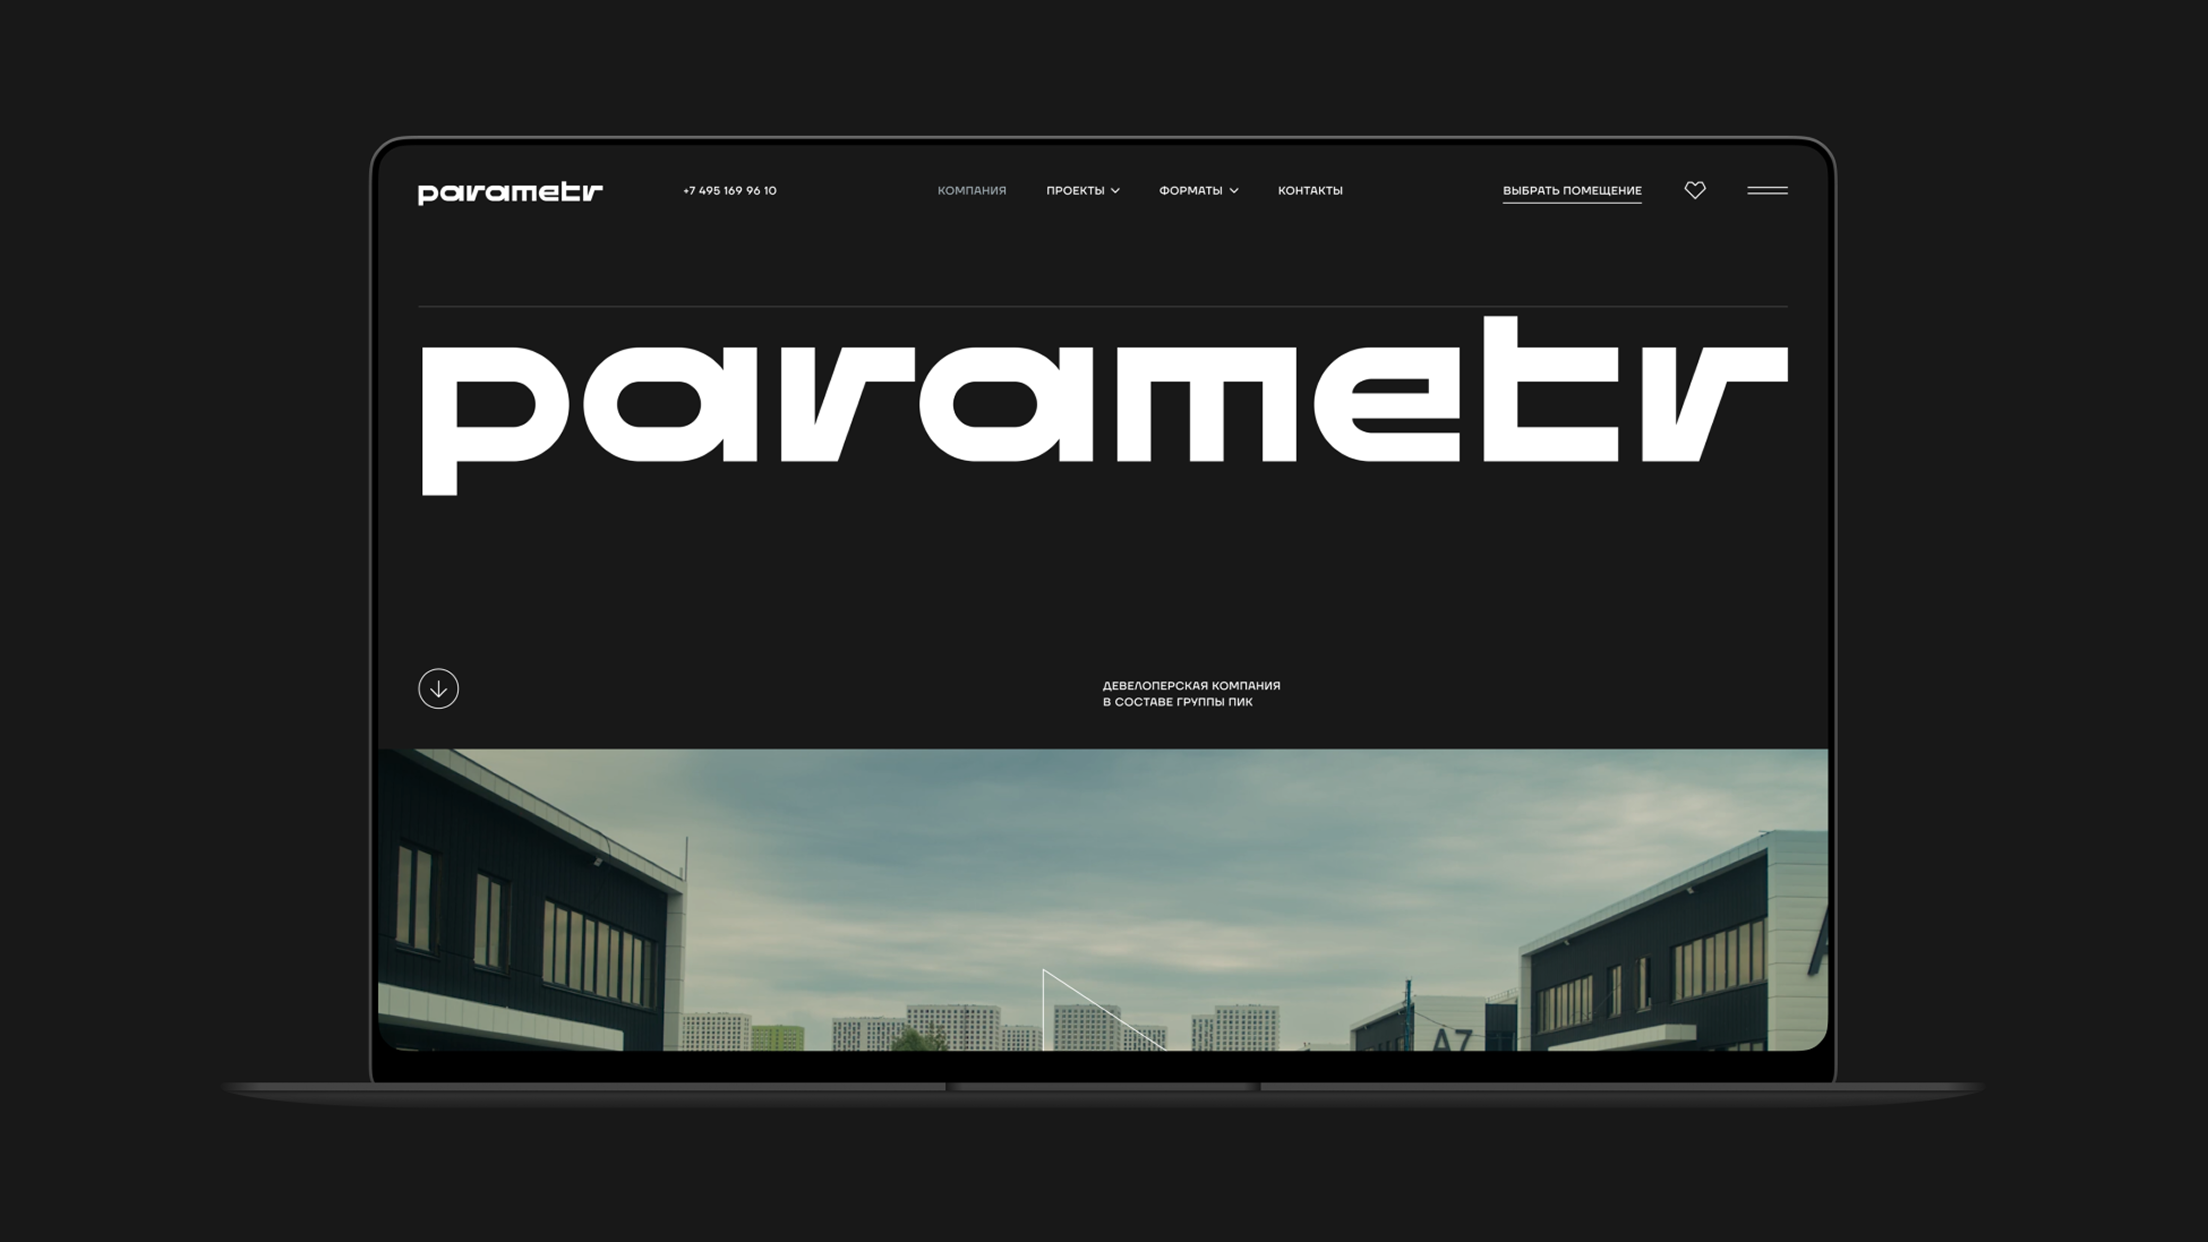 parametr
+7 495 169 96 10
КОМПАНИЯ
ПРОЕКТЫ
ФОРМАТЫ
КОНТАКТЫ
ВЫБРАТЬ ПОМЕЩЕНИЕ
parametr
ДЕВЕЛОПЕРСКАЯ КОМПАНИЯ
В СОСТАВЕ ГРУППЫ ПИК
A7